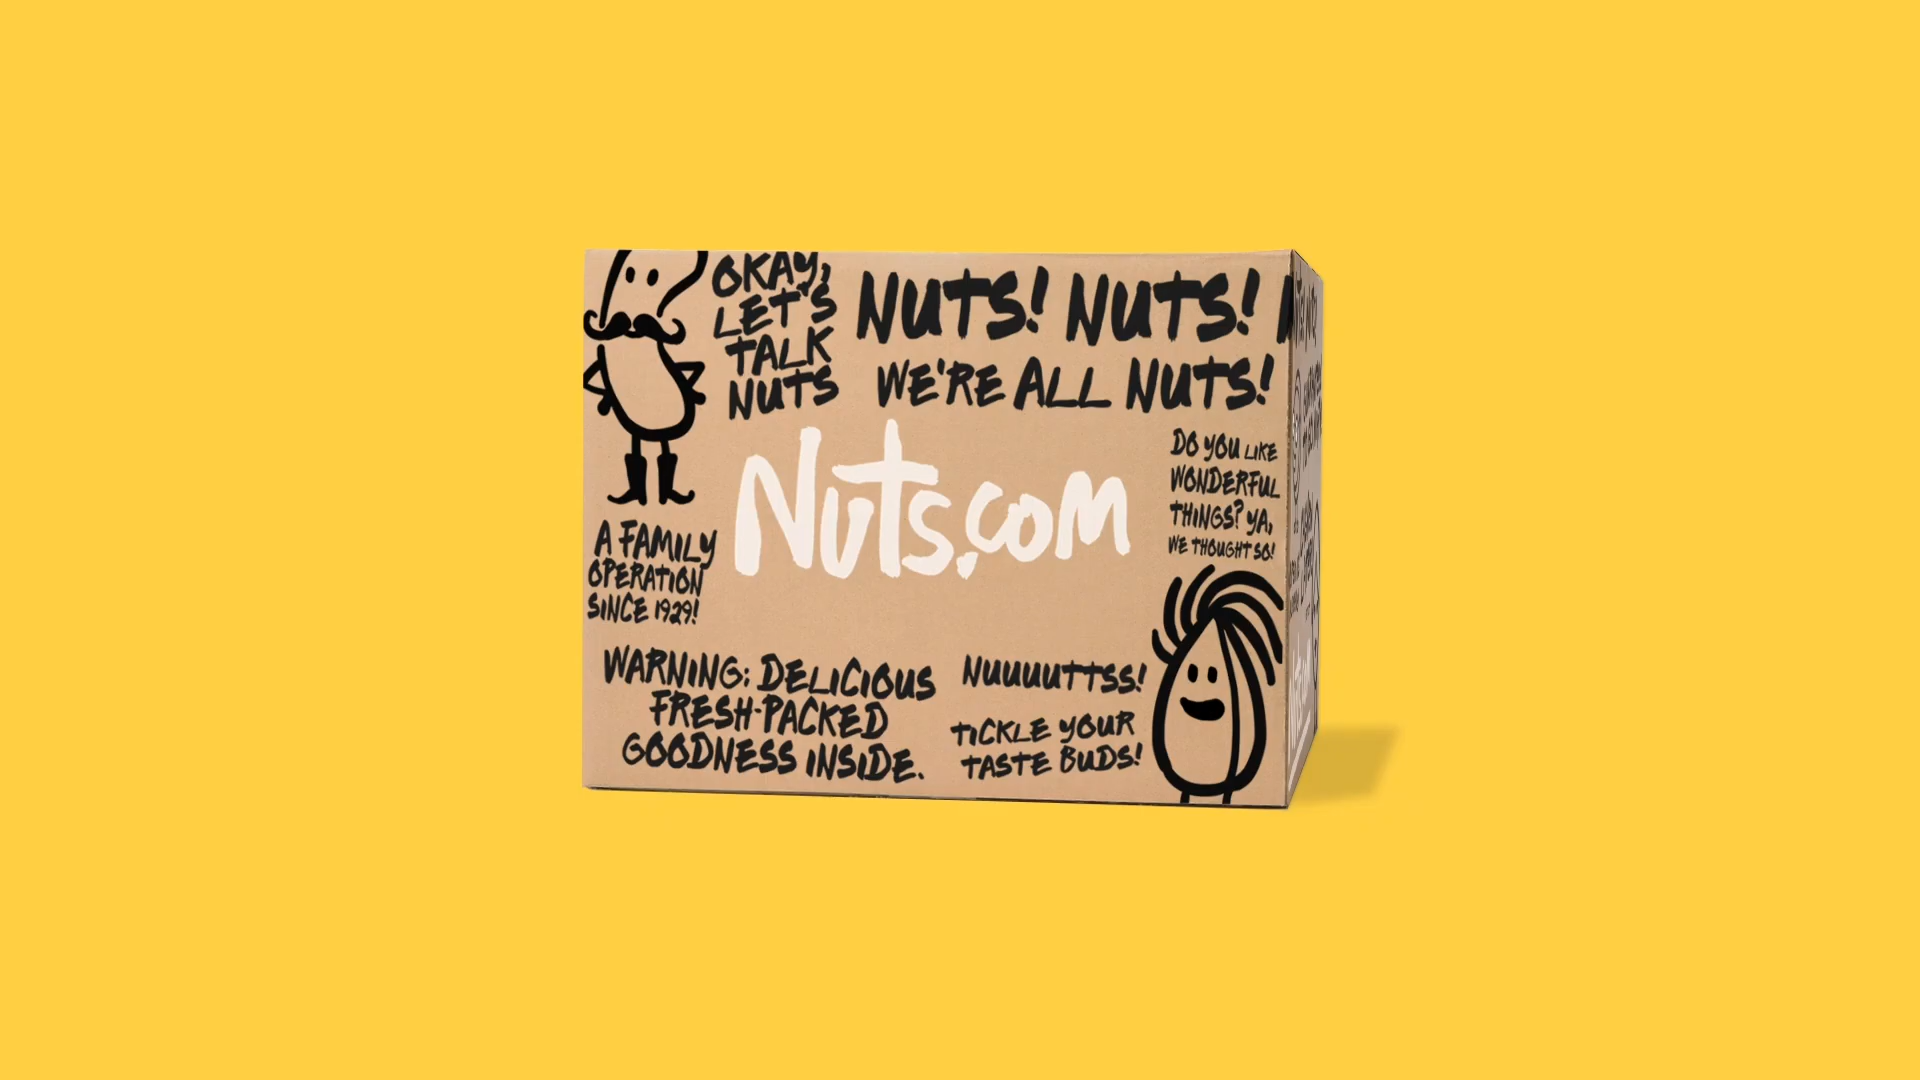 OKAY,
LET'S
TALK
NUTS
NUTS! NUTS!
WE'RE ALL NUTS!
Nuts.com
DO YOU LIKE
WONDERFUL
THINGS? YA,
WE THOUGHT SO!
A FAMILY
OPERATION
SINCE 1929!
WARNING: DELICIOUS
FRESH-PACKED
GOODNESS INSIDE.
NUUUUTTSS!
TICKLE YOUR
TASTE BUDS!